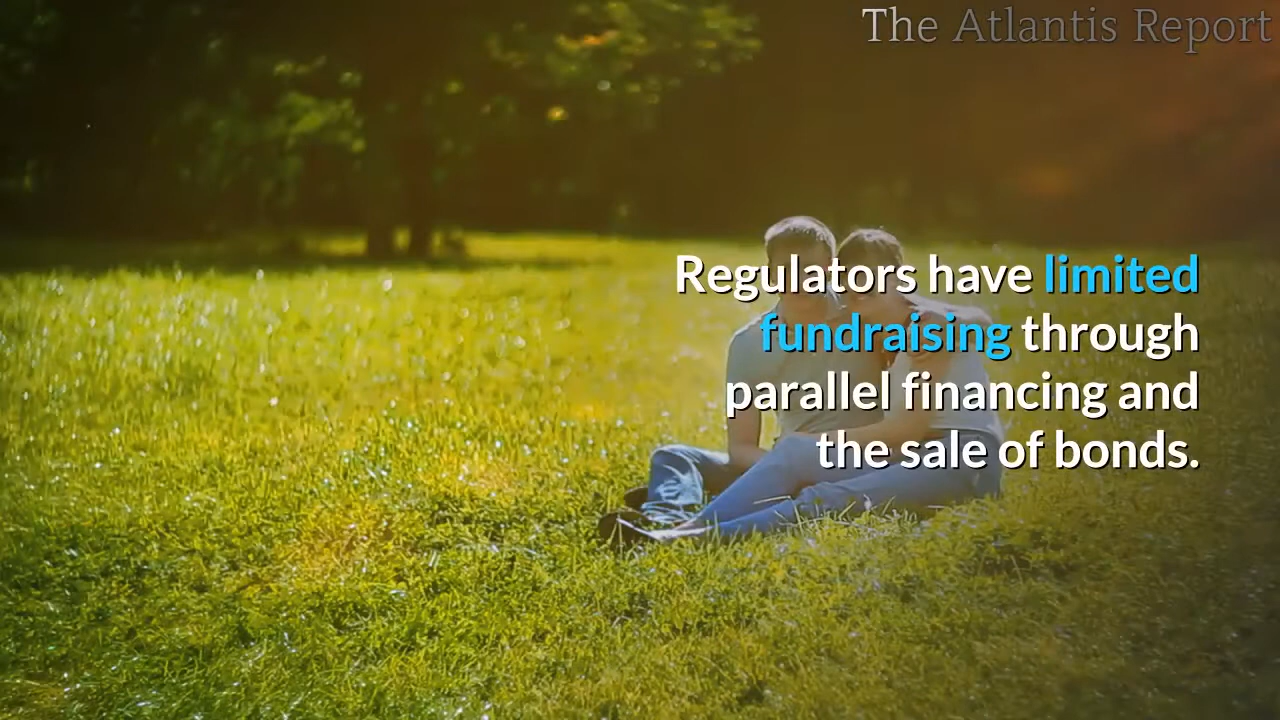 The Atlantis Report
Regulators have limited
fundraising through
parallel financing and
the sale of bonds.